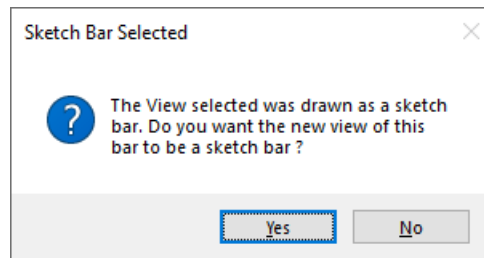 Sketch Bar Selected
The View selected was drawn as a sketch
bar. Do you want the new view of this
bar to be a sketch bar ?
Yes
No